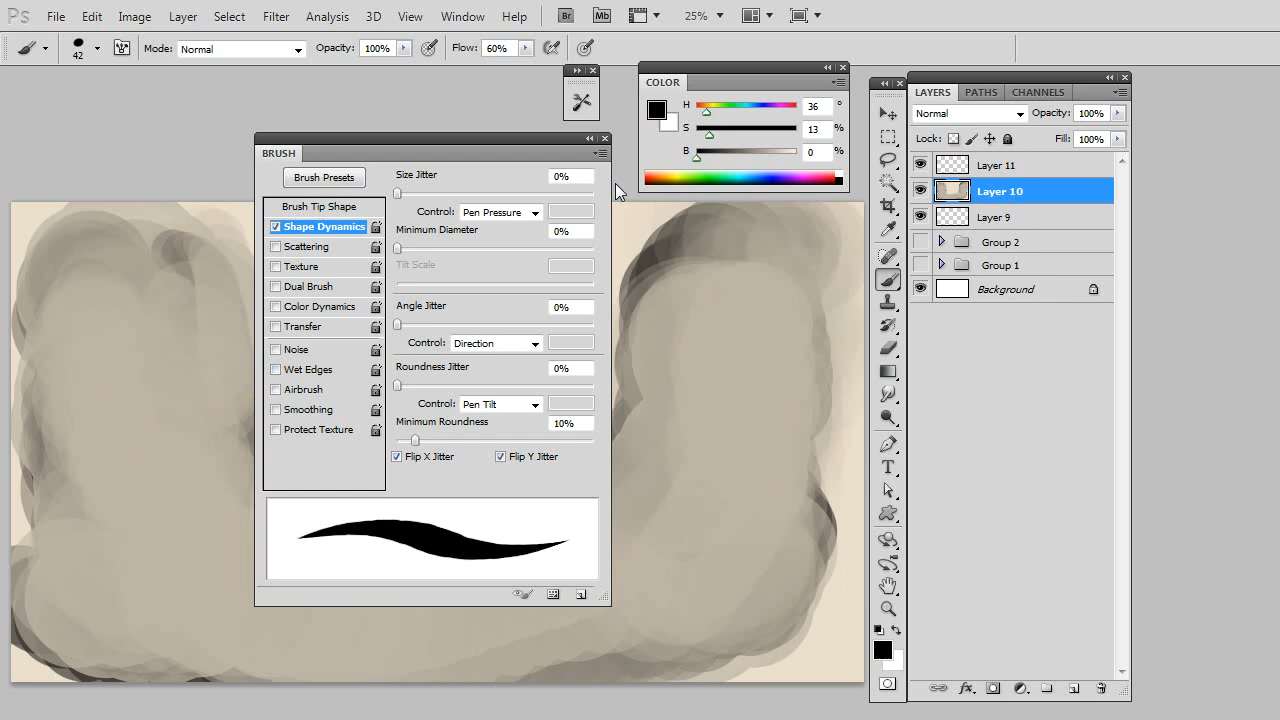 Ps File Edit Image Layer Select Filter Analysis 3D View Window Help Br Mb 25%
42 Mode: Normal Opacity: 100% Flow: 60%
COLOR
H 36 °
S 13 %
B 0 %
BRUSH
Brush Presets
Brush Tip Shape
Shape Dynamics
Scattering
Texture
Dual Brush
Color Dynamics
Transfer
Noise
Wet Edges
Airbrush
Smoothing
Protect Texture
Size Jitter 0%
Control: Pen Pressure
Minimum Diameter 0%
Tilt Scale
Angle Jitter 0%
Control: Direction
Roundness Jitter 0%
Control: Pen Tilt
Minimum Roundness 10%
Flip X Jitter Flip Y Jitter
T
LAYERS PATHS CHANNELS
Normal Opacity: 100%
Lock: Fill: 100%
Layer 11
Layer 10
Layer 9
Group 2
Group 1
Background
fx